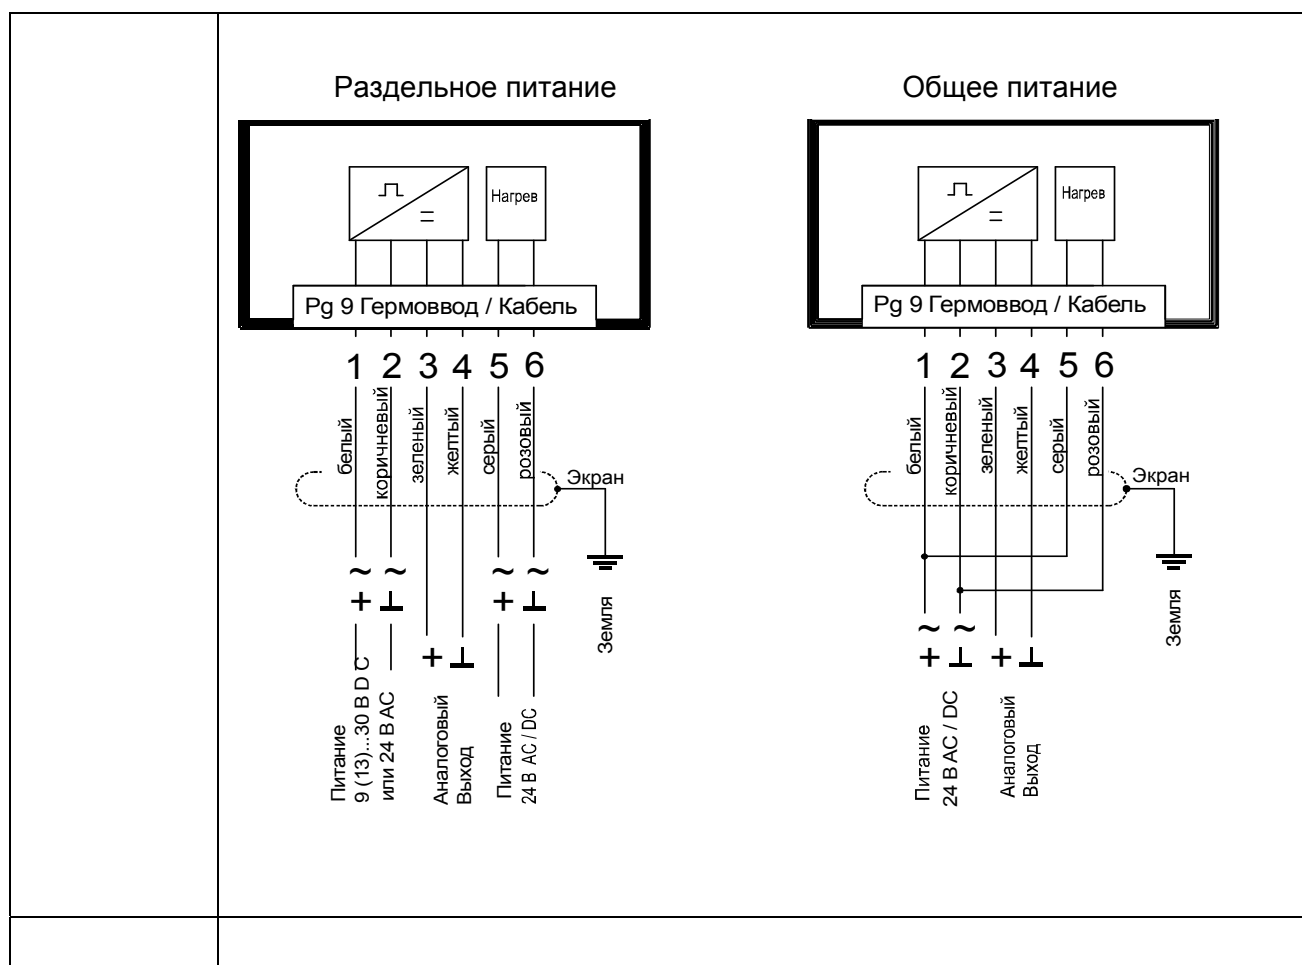 Раздельное питание
Нагрев
Pg 9 Гермоввод / Кабель
1 2 3 4 5 6
белый
коричневый
зеленый
желтый
серый
розовый
Экран
~ ~ ~ ~
+ ⊥ + ⊥
+ ⊥
Земля
Питание
9 (13)...30 В D C
или 24 В AC
Аналоговый
Выход
Питание
24 В AC / DC
Общее питание
Нагрев
Pg 9 Гермоввод / Кабель
1 2 3 4 5 6
белый
коричневый
зеленый
желтый
серый
розовый
Экран
~ ~
+ ⊥ + ⊥
Земля
Питание
24 В AC / DC
Аналоговый
Выход